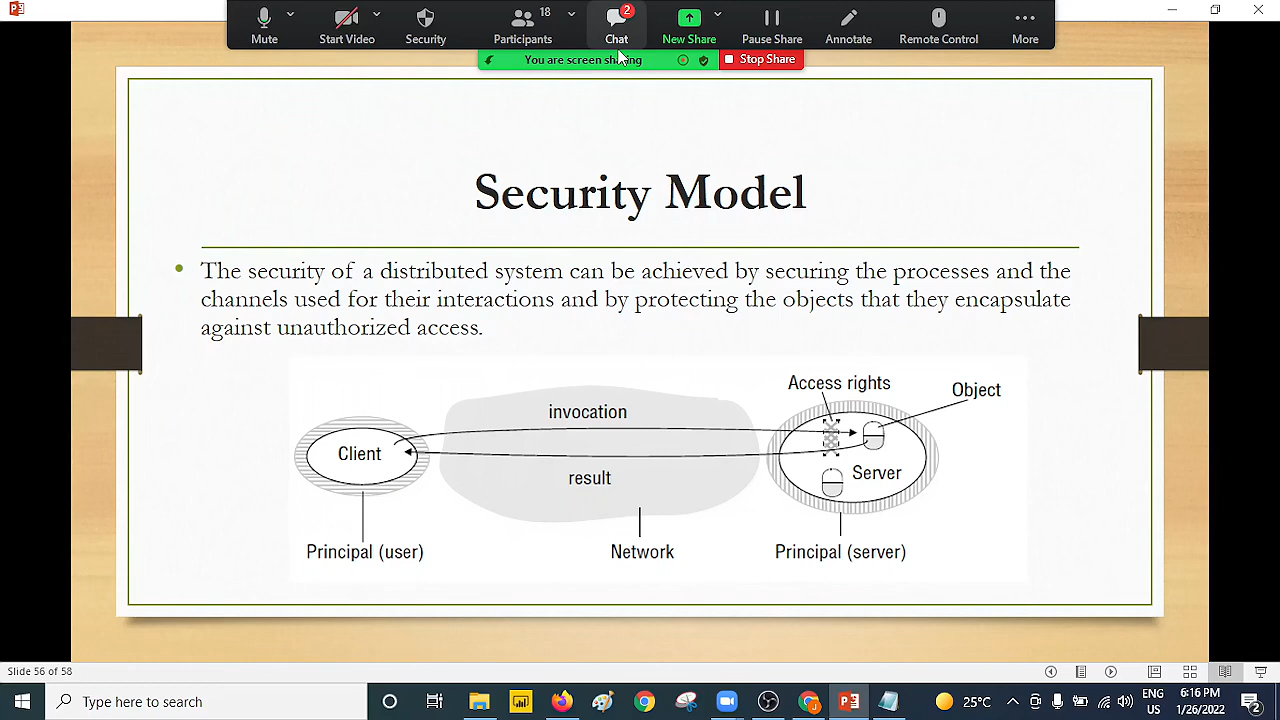 18
2
Mute
Start Video
Security
Participants
Chat
New Share
Pause Share
Annotate
Remote Control
More
You are screen sharing
Stop Share
Security Model
The security of a distributed system can be achieved by securing the processes and the
channels used for their interactions and by protecting the objects that they encapsulate
against unauthorized access.
Access rights
Object
invocation
Client
Server
result
Principal (user)
Network
Principal (server)
Slide 56 of 58
Type here to search
25°C
ENG
US
6:16 PM
1/26/2022
2